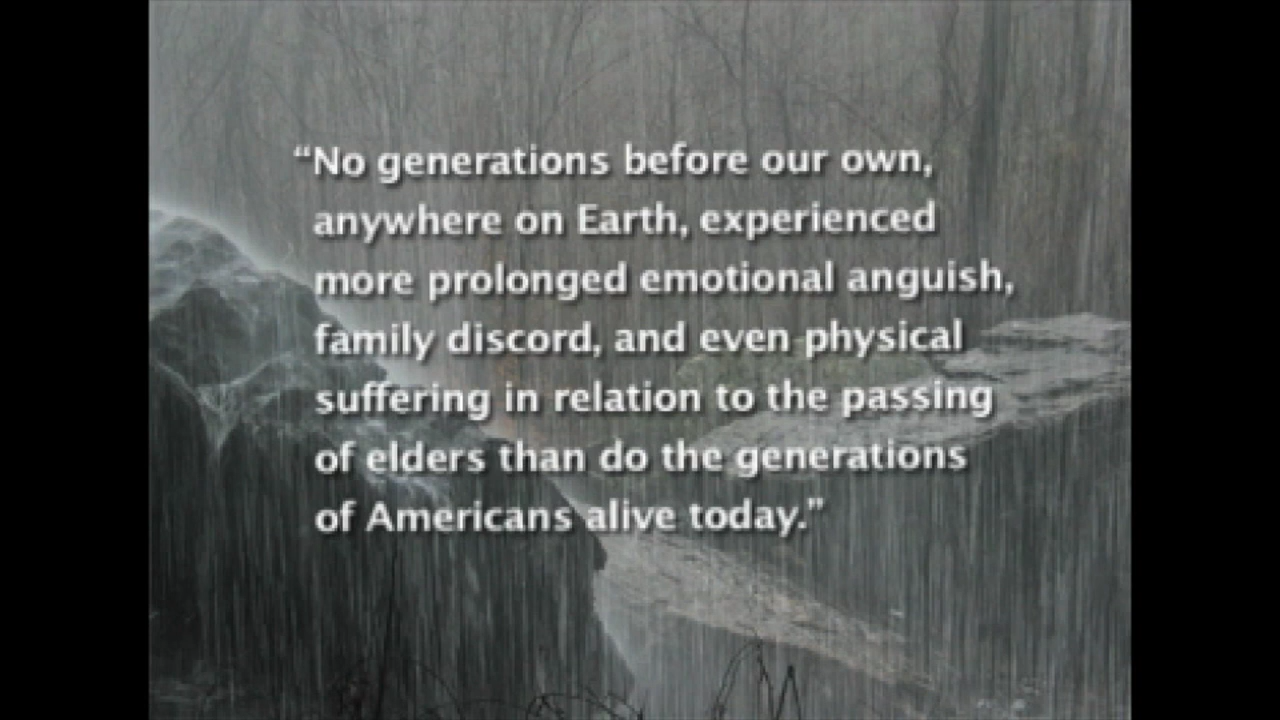 “No generations before our own,
anywhere on Earth, experienced
more prolonged emotional anguish,
family discord, and even physical
suffering in relation to the passing
of elders than do the generations
of Americans alive today.”